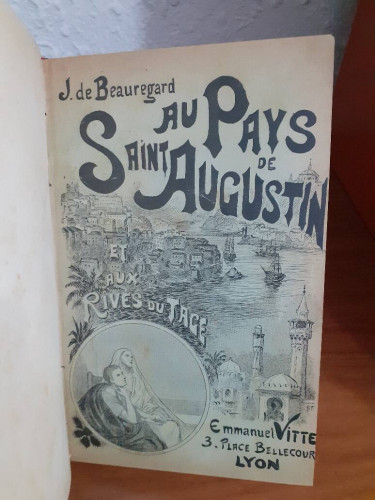 J. de Beauregard
AU PAYS
DE
SAINT AUGUSTIN
ET
AUX
RIVES DU TAGE
Emmanuel VITTE
3. PLACE BELLECOUR
LYON